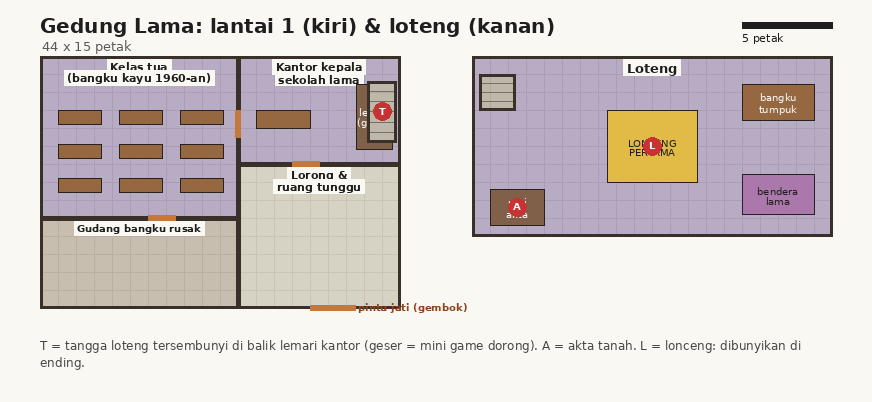 Gedung Lama: lantai 1 (kiri) & loteng (kanan)
44 x 15 petak
5 petak
Kelas tua
(bangku kayu 1960-an)
Kantor kepala
sekolah lama
T
Lorong &
ruang tunggu
Gudang bangku rusak
pintu jati (gembok)
Loteng
bangku
tumpuk
L
bendera
lama
A
T = tangga loteng tersembunyi di balik lemari kantor (geser = mini game dorong). A = akta tanah. L = lonceng: dibunyikan di
ending.